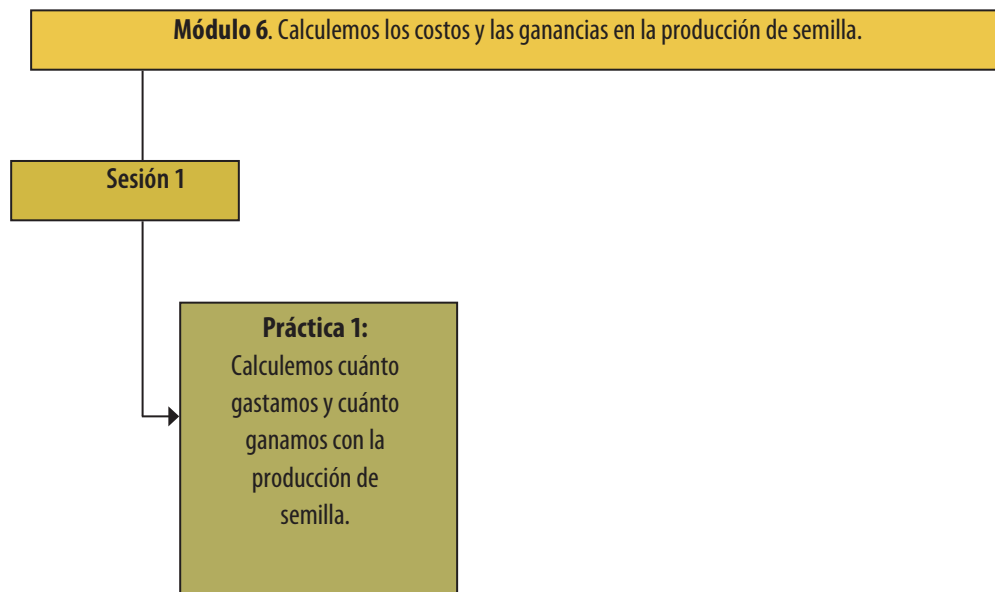 Módulo 6. Calculemos los costos y las ganancias en la producción de semilla.
Sesión 1
Práctica 1:
Calculemos cuánto
gastamos y cuánto
ganamos con la
producción de
semilla.